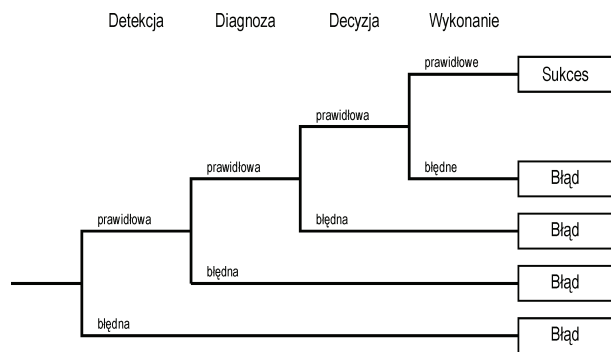 Detekcja Diagnoza Decyzja Wykonanie
prawidłowe
Sukces
prawidłowa
prawidłowa
błędne
Błąd
prawidłowa
błędna
Błąd
błędna
Błąd
błędna
Błąd